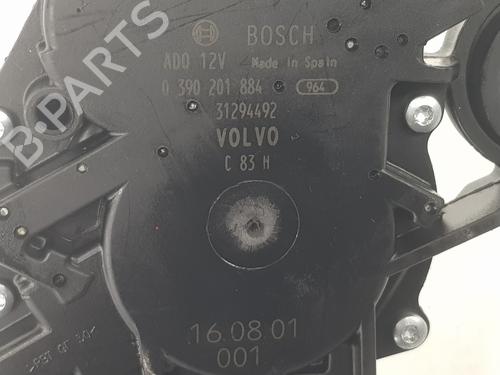 BOSCH
ADO 12V Made in Spain
0 390 201 884 964
31294492
VOLVO
C 83 H
16.08.01
001
B-PARTS